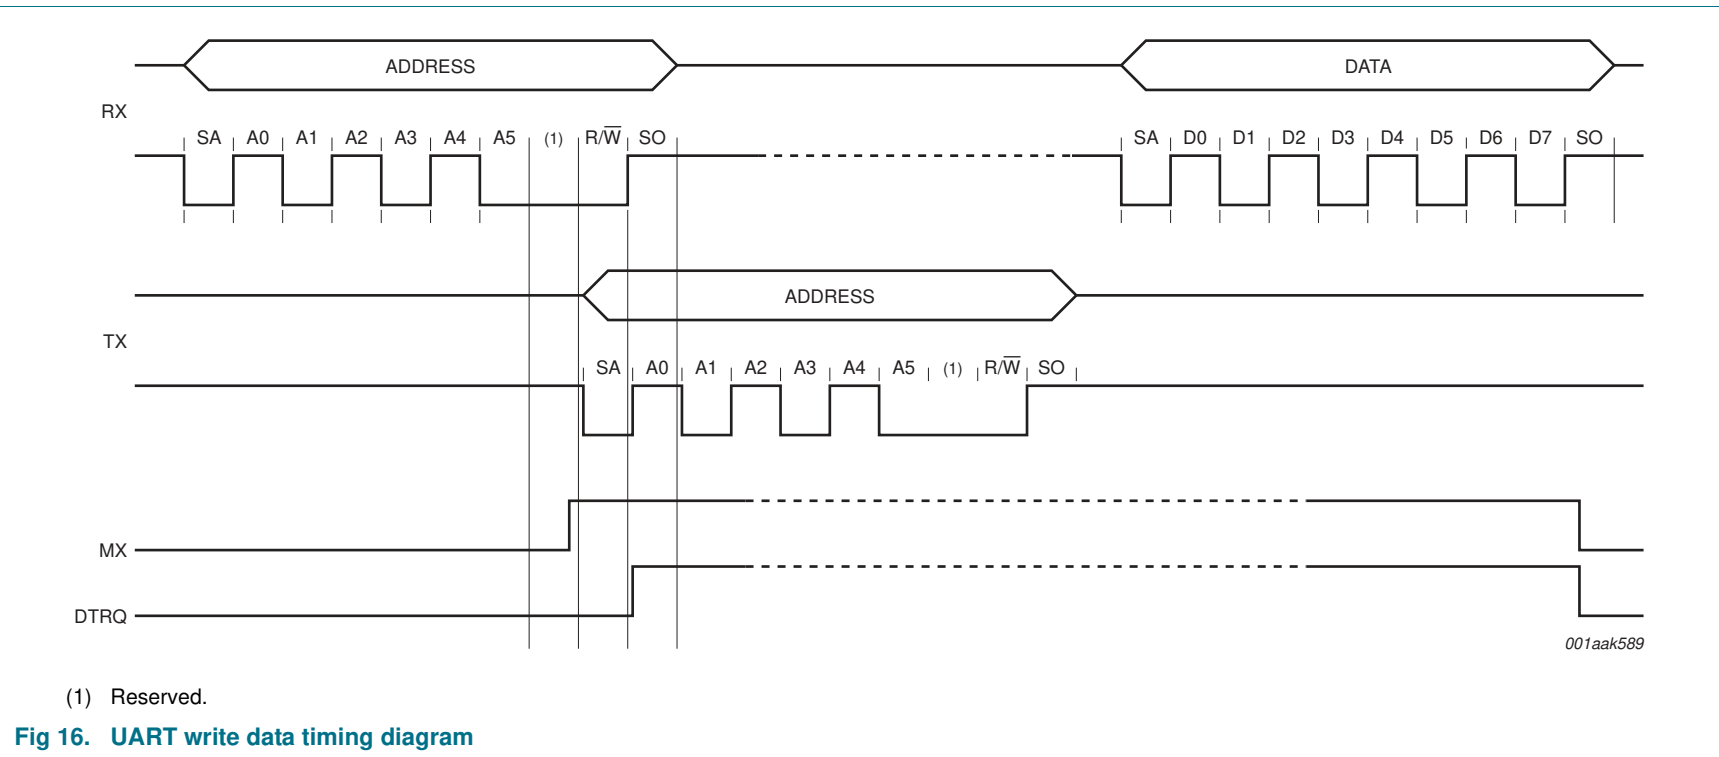 ADDRESS DATA
RX
SA A0 A1 A2 A3 A4 A5 (1) R/W̅ SO SA D0 D1 D2 D3 D4 D5 D6 D7 SO
ADDRESS
TX
SA A0 A1 A2 A3 A4 A5 (1) R/W̅ SO
MX
DTRQ
001aak589
(1) Reserved.
Fig 16. UART write data timing diagram